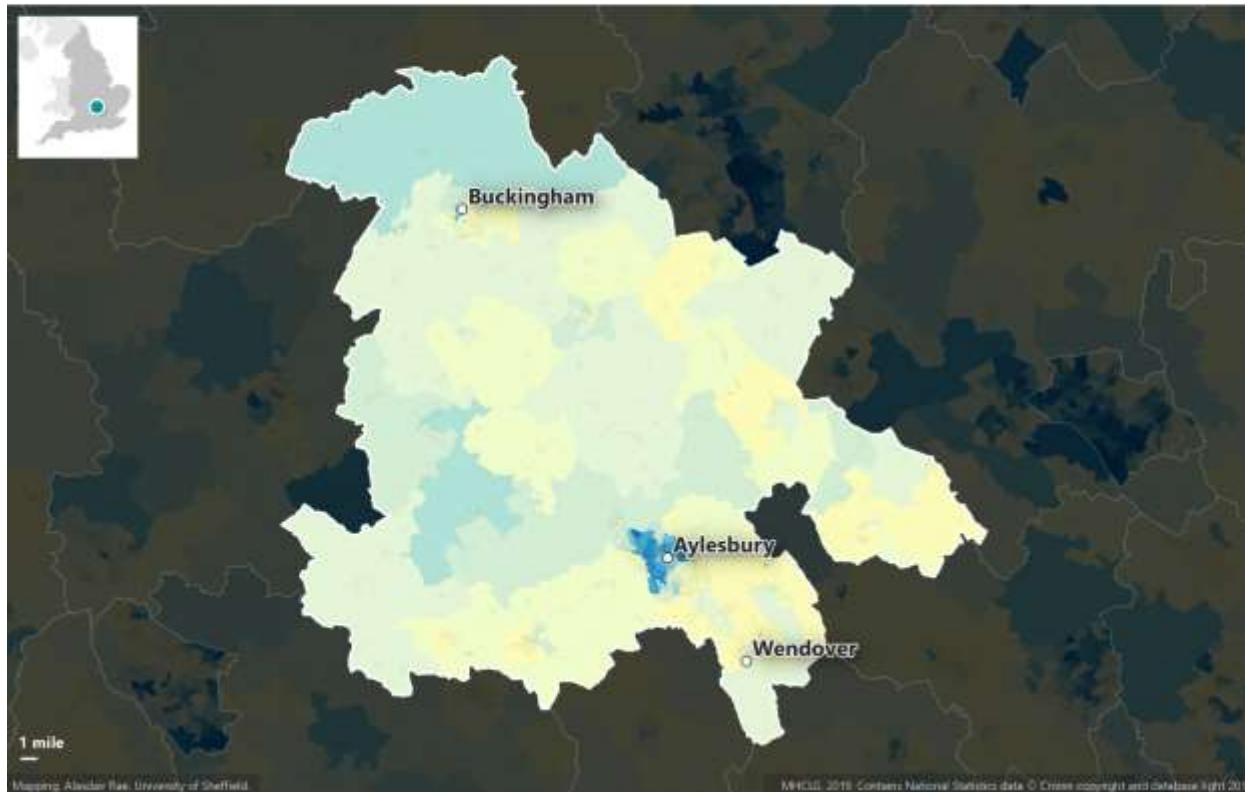 Buckingham
Aylesbury
Wendover
1 mile
Mapping: Alasdair Rae, University of Sheffield.
MHCLG, 2019. Contains National Statistics data © Crown copyright and database right 201